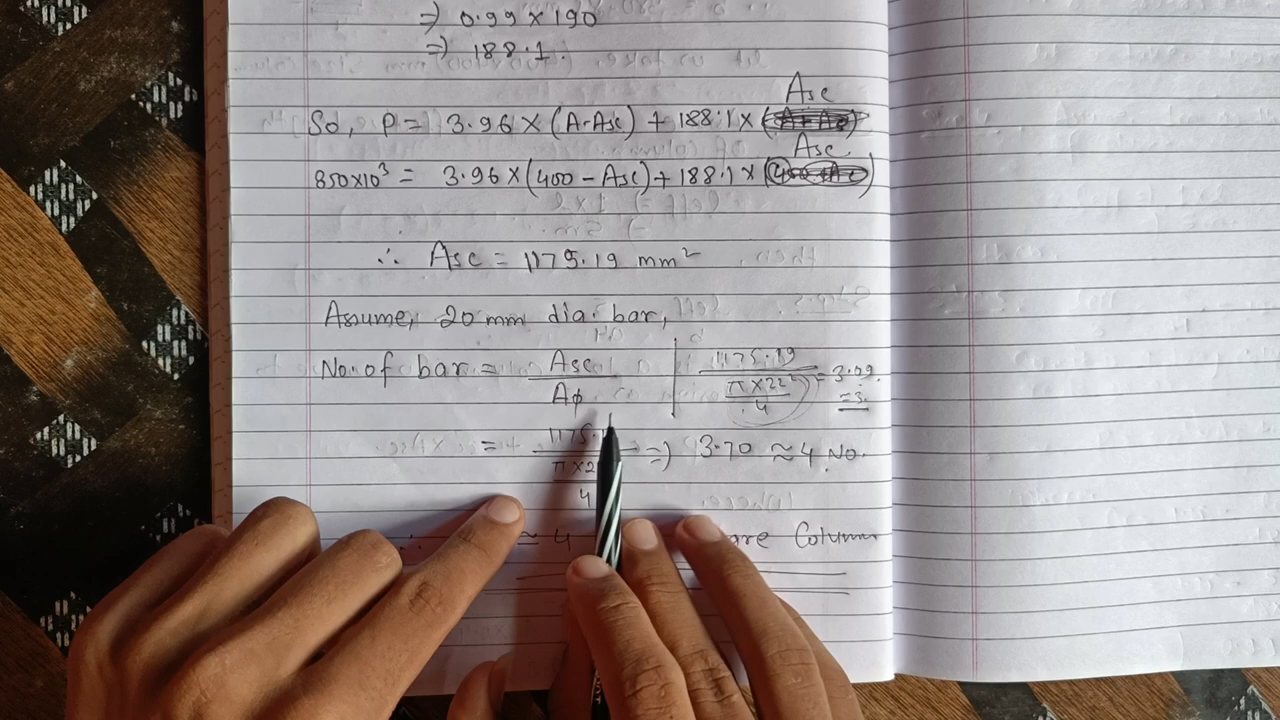 =) 0.99 × 190
=) 188.1.
Asc
So, P = 3.96 × (A-Asc) + 188.1 ×
Asc
850×10³ = 3.96 × (400 - Asc) + 188.1 ×
∴ Asc = 1175.19 mm²
Assume, 20 mm dia. bar,
No. of bar = Asc / Aϕ | 1175.19 / π × 22² / 4 = 3.09.
= 3.
= 1175. / π × 2 / 4 =) 3.70 ≈ 4 No.
∴ ≈ 4 Column